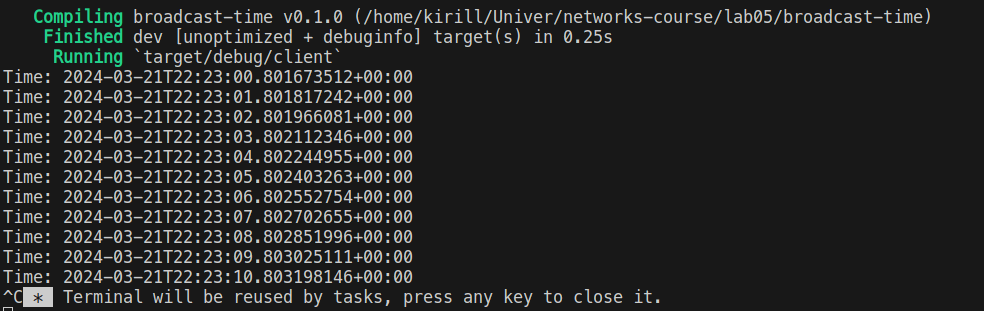 Compiling broadcast-time v0.1.0 (/home/kirill/Univer/networks-course/lab05/broadcast-time)
Finished dev [unoptimized + debuginfo] target(s) in 0.25s
Running `target/debug/client`
Time: 2024-03-21T22:23:00.801673512+00:00
Time: 2024-03-21T22:23:01.801817242+00:00
Time: 2024-03-21T22:23:02.801966081+00:00
Time: 2024-03-21T22:23:03.802112346+00:00
Time: 2024-03-21T22:23:04.802244955+00:00
Time: 2024-03-21T22:23:05.802403263+00:00
Time: 2024-03-21T22:23:06.802552754+00:00
Time: 2024-03-21T22:23:07.802702655+00:00
Time: 2024-03-21T22:23:08.802851996+00:00
Time: 2024-03-21T22:23:09.803025111+00:00
Time: 2024-03-21T22:23:10.803198146+00:00
^C * Terminal will be reused by tasks, press any key to close it.